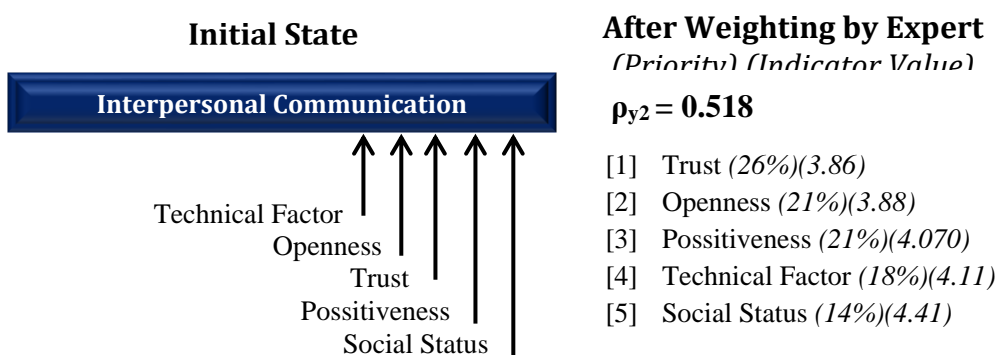 Initial State
Interpersonal Communication
Technical Factor
Openness
Trust
Possitiveness
Social Status
After Weighting by Expert
(Priority) (Indicator Value)
ρy2 = 0.518
[1] Trust (26%)(3.86)
[2] Openness (21%)(3.88)
[3] Possitiveness (21%)(4.070)
[4] Technical Factor (18%)(4.11)
[5] Social Status (14%)(4.41)